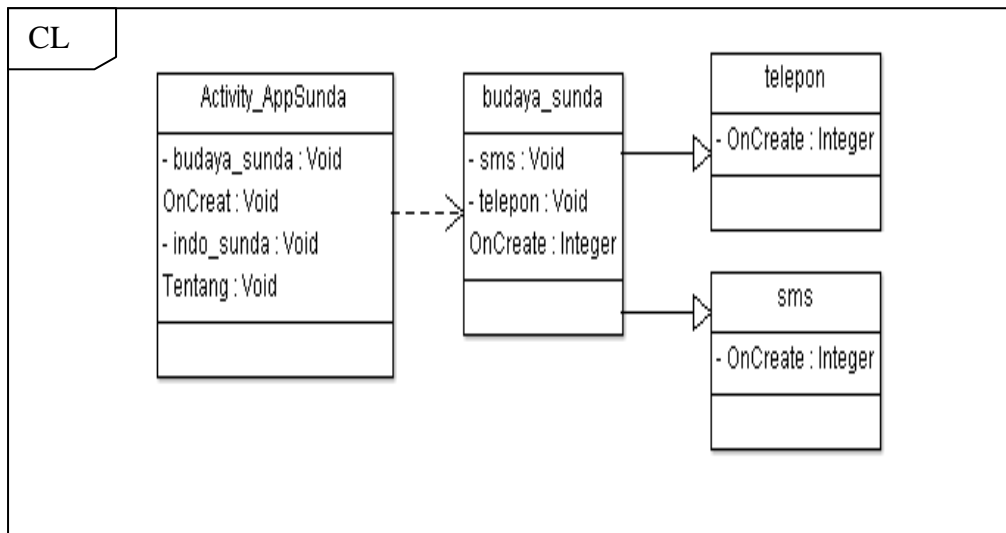 CL
Activity_AppSunda
- budaya_sunda : Void
OnCreat : Void
- indo_sunda : Void
Tentang : Void
budaya_sunda
- sms : Void
- telepon : Void
OnCreate : Integer
telepon
- OnCreate : Integer
sms
- OnCreate : Integer